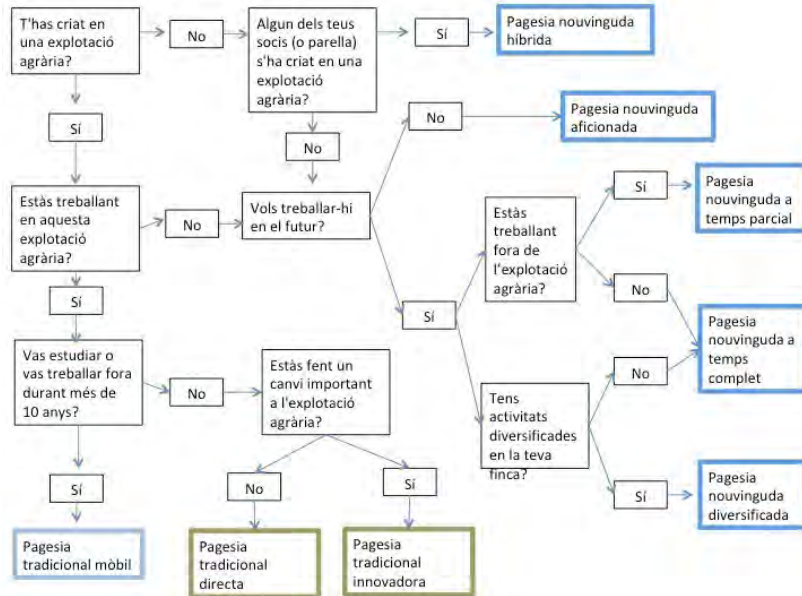 T'has criat en
una explotació
agrària?
No
Algun dels teus
socis (o parella)
s'ha criat en una
explotació
agrària?
Sí
Pagesia nouvinguda
híbrida
Sí
No
No
Pagesia nouvinguda
aficionada
Estàs treballant
en aquesta
explotació
agrària?
No
Vols treballar-hi
en el futur?
Estàs
treballant
fora de
l'explotació
agrària?
Sí
Pagesia
nouvinguda a
temps parcial
No
Sí
Sí
Pagesia
nouvinguda a
temps
complet
Vas estudiar o
vas treballar fora
durant més de
10 anys?
No
Estàs fent un
canvi important
a l'explotació
agrària?
Tens
activitats
diversificades
en la teva
finca?
No
Sí
No
Sí
Sí
Pagesia
nouvinguda
diversificada
Pagesia
tradicional mòbil
Pagesia
tradicional
directa
Pagesia
tradicional
innovadora